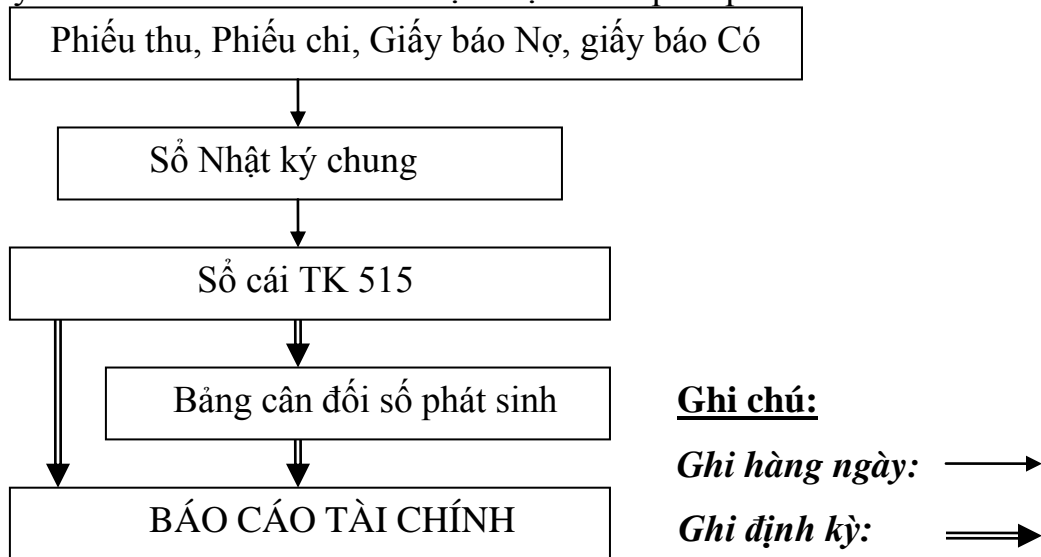 Phiếu thu, Phiếu chi, Giấy báo Nợ, giấy báo Có
Sổ Nhật ký chung
Sổ cái TK 515
Bảng cân đối số phát sinh
BÁO CÁO TÀI CHÍNH
Ghi chú:
Ghi hàng ngày:
Ghi định kỳ: